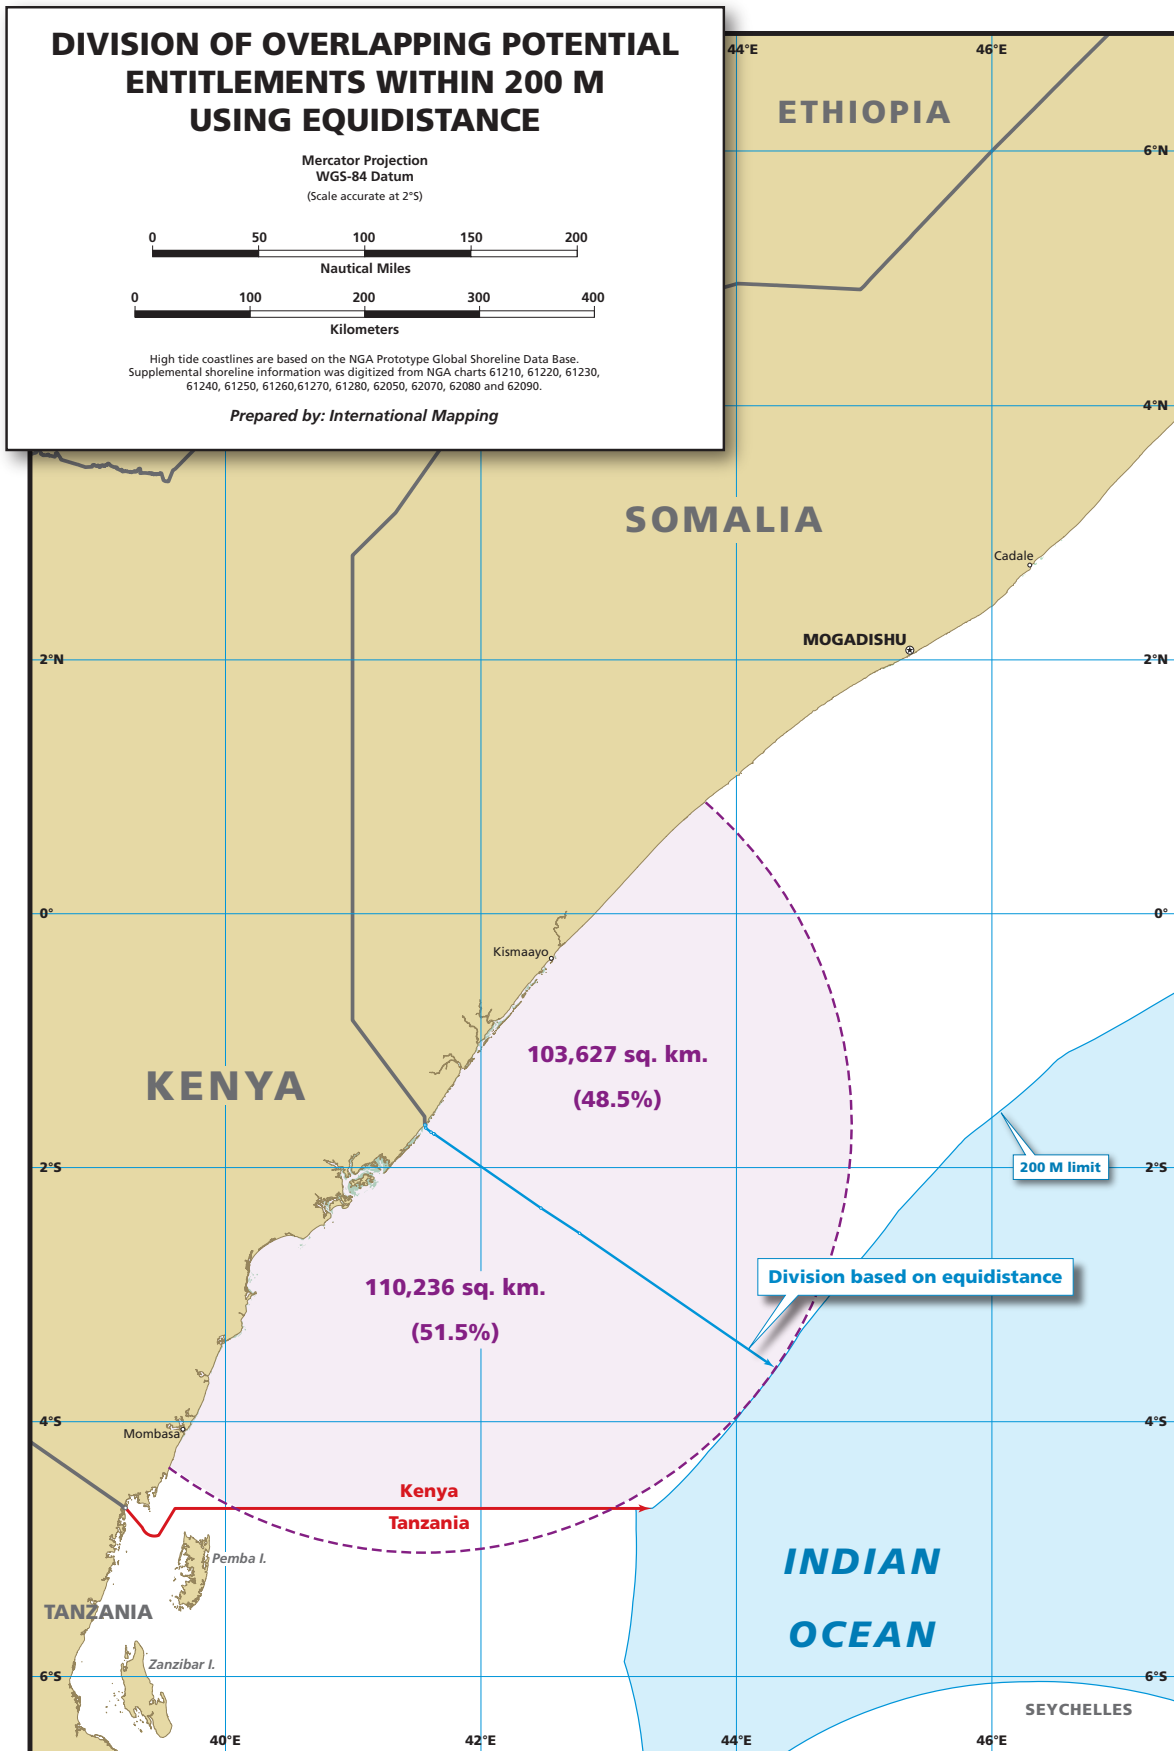 DIVISION OF OVERLAPPING POTENTIAL
ENTITLEMENTS WITHIN 200 M
USING EQUIDISTANCE
Mercator Projection
WGS-84 Datum
(Scale accurate at 2°S)
0 50 100 150 200
Nautical Miles
0 100 200 300 400
Kilometers
High tide coastlines are based on the NGA Prototype Global Shoreline Data Base.
Supplemental shoreline information was digitized from NGA charts 61210, 61220, 61230,
61240, 61250, 61260,61270, 61280, 62050, 62070, 62080 and 62090.
Prepared by: International Mapping
44°E 46°E
ETHIOPIA
6°N
4°N
SOMALIA
Cadale
MOGADISHU
2°N 2°N
0° 0°
Kismaayo
103,627 sq. km.
(48.5%)
KENYA
2°S 2°S
200 M limit
Division based on equidistance
110,236 sq. km.
(51.5%)
4°S 4°S
Mombasa
Kenya
Tanzania
Pemba I.
INDIAN
OCEAN
TANZANIA
Zanzibar I.
6°S 6°S
SEYCHELLES
40°E 42°E 44°E 46°E